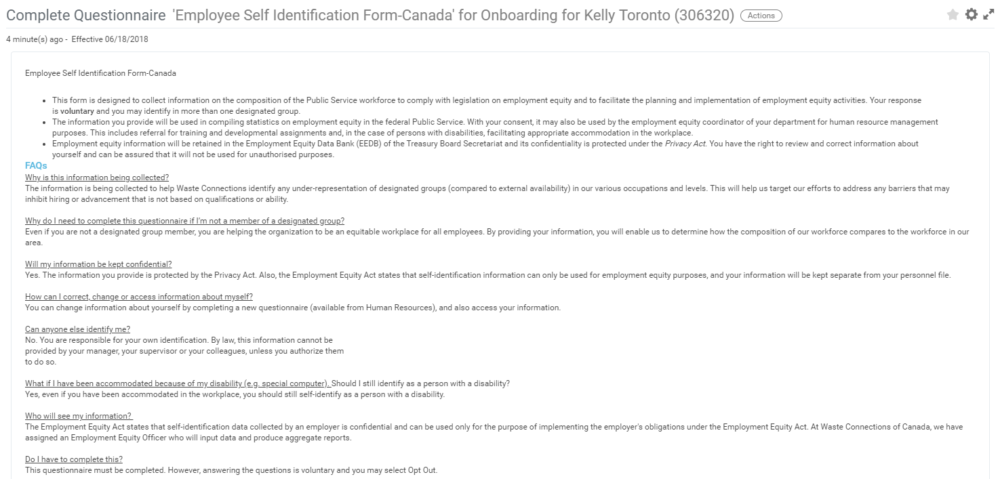 Complete Questionnaire 'Employee Self Identification Form-Canada' for Onboarding for Kelly Toronto (306320) Actions
4 minute(s) ago - Effective 06/18/2018
Employee Self Identification Form-Canada
• This form is designed to collect information on the composition of the Public Service workforce to comply with legislation on employment equity and to facilitate the planning and implementation of employment equity activities. Your response
is voluntary and you may identify in more than one designated group.
• The information you provide will be used in compiling statistics on employment equity in the federal Public Service. With your consent, it may also be used by the employment equity coordinator of your department for human resource management
purposes. This includes referral for training and developmental assignments and, in the case of persons with disabilities, facilitating appropriate accommodation in the workplace.
• Employment equity information will be retained in the Employment Equity Data Bank (EEDB) of the Treasury Board Secretariat and its confidentiality is protected under the Privacy Act. You have the right to review and correct information about
yourself and can be assured that it will not be used for unauthorised purposes.
FAQs
Why is this information being collected?
The information is being collected to help Waste Connections identify any under-representation of designated groups (compared to external availability) in our various occupations and levels. This will help us target our efforts to address any barriers that may
inhibit hiring or advancement that is not based on qualifications or ability.
Why do I need to complete this questionnaire if I'm not a member of a designated group?
Even if you are not a designated group member, you are helping the organization to be an equitable workplace for all employees. By providing your information, you will enable us to determine how the composition of our workforce compares to the workforce in our
area.
Will my information be kept confidential?
Yes. The information you provide is protected by the Privacy Act. Also, the Employment Equity Act states that self-identification information can only be used for employment equity purposes, and your information will be kept separate from your personnel file.
How can I correct, change or access information about myself?
You can change information about yourself by completing a new questionnaire (available from Human Resources), and also access your information.
Can anyone else identify me?
No. You are responsible for your own identification. By law, this information cannot be
provided by your manager, your supervisor or your colleagues, unless you authorize them
to do so.
What if I have been accommodated because of my disability (e.g. special computer). Should I still identify as a person with a disability?
Yes, even if you have been accommodated in the workplace, you should still self-identify as a person with a disability.
Who will see my information?
The Employment Equity Act states that self-identification data collected by an employer is confidential and can be used only for the purpose of implementing the employer's obligations under the Employment Equity Act. At Waste Connections of Canada, we have
assigned an Employment Equity Officer who will input data and produce aggregate reports.
Do I have to complete this?
This questionnaire must be completed. However, answering the questions is voluntary and you may select Opt Out.